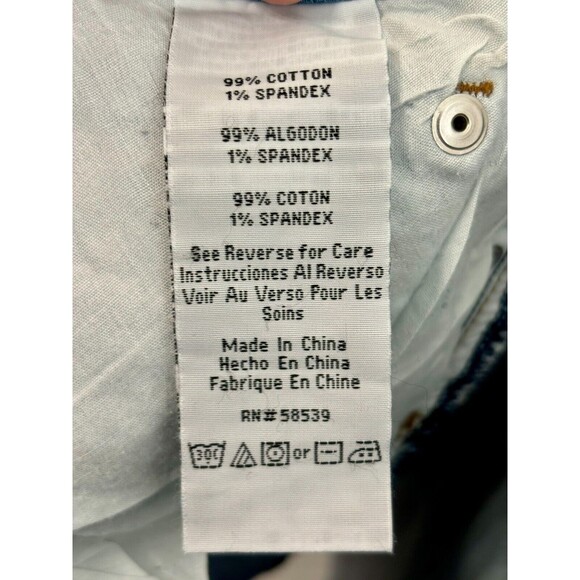 99% COTTON
1% SPANDEX
99% ALGODON
1% SPANDEX
99% COTON
1% SPANDEX
See Reverse for Care
Instrucciones Al Reverso
Voir Au Verso Pour Les
Soins
Made In China
Hecho En China
Fabrique En Chine
RN# 58539
30C or